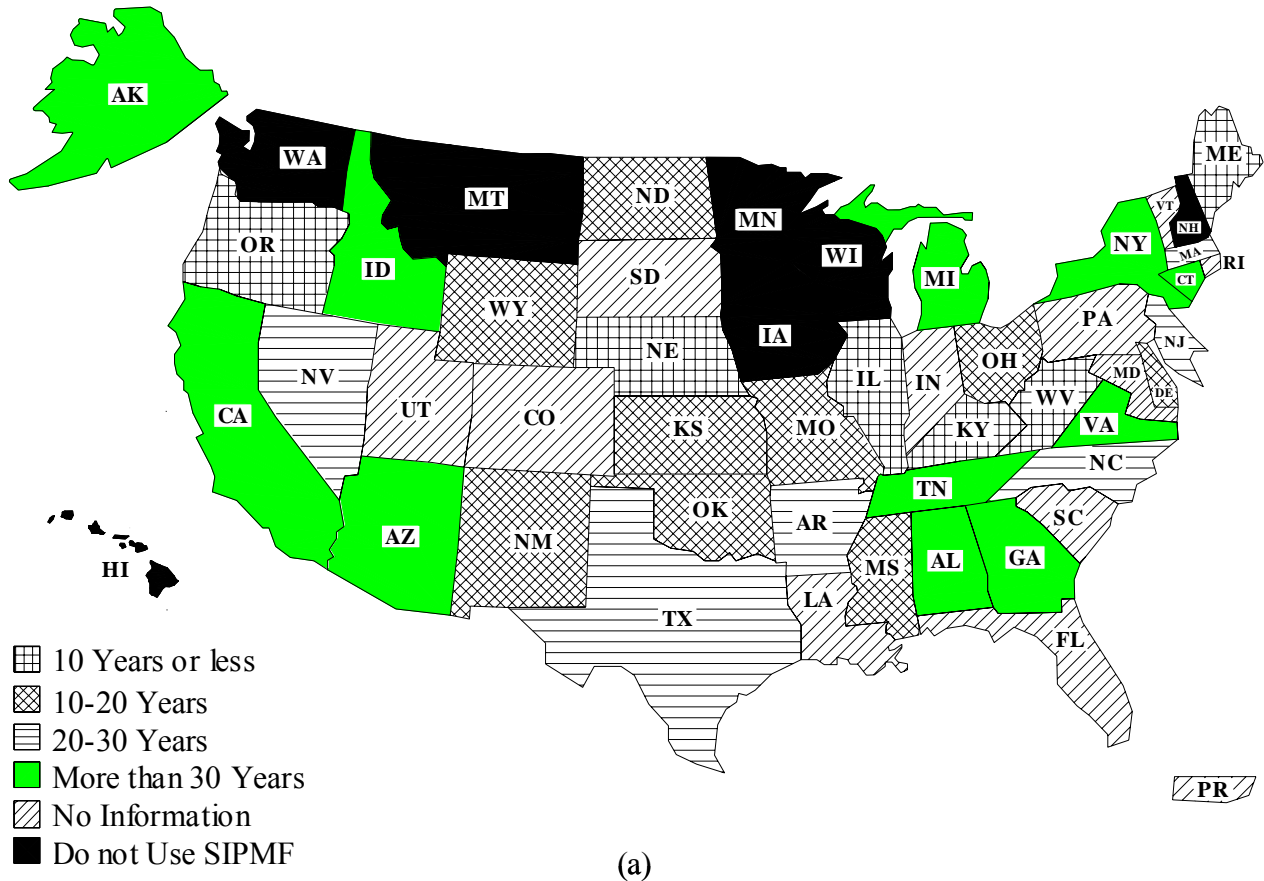 AK
WA
MT
ND
MN
ME
VT
NH
NY
MA
RI
CT
OR
ID
SD
WI
MI
WY
PA
NJ
NE
IA
OH
MD
DE
NV
UT
CO
IL
IN
WV
VA
CA
KS
MO
KY
NC
TN
AZ
NM
OK
AR
SC
MS
AL
GA
HI
LA
TX
FL
PR
10 Years or less
10-20 Years
20-30 Years
More than 30 Years
No Information
Do not Use SIPMF
(a)